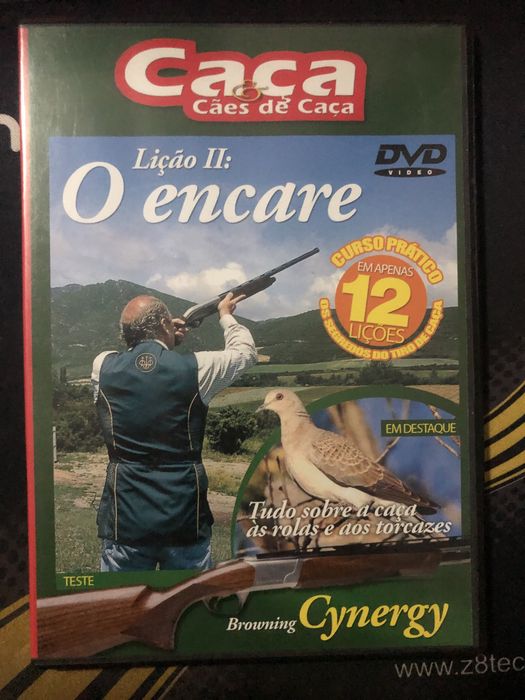 Caça
& Cães de Caça
Lição II:
O encare
DVD
VIDEO
CURSO PRÁTICO
EM APENAS
12
LIÇÕES
OS SEGREDOS DO TIRO DE CAÇA
EM DESTAQUE
Tudo sobre a caça
às rolas e aos torcazes
TESTE
Browning Cynergy
www.z8tec